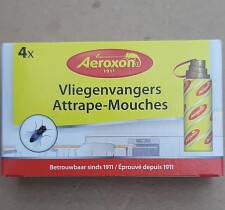 4x
Aeroxon
1911
Vliegenvangers
Attrape-Mouches
Betrouwbaar sinds 1911 / Éprouvé depuis 1911